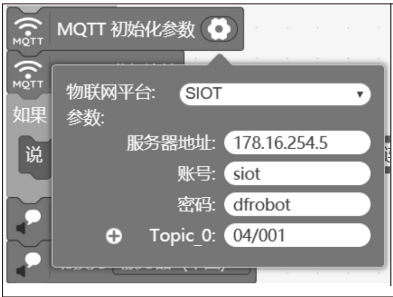 MQTT MQTT 初始化参数
MQTT
物联网平台: SIOT
如果
参数:
服务器地址: 178.16.254.5
说
账号: siot
密码: dfrobot
Topic_0: 04/001